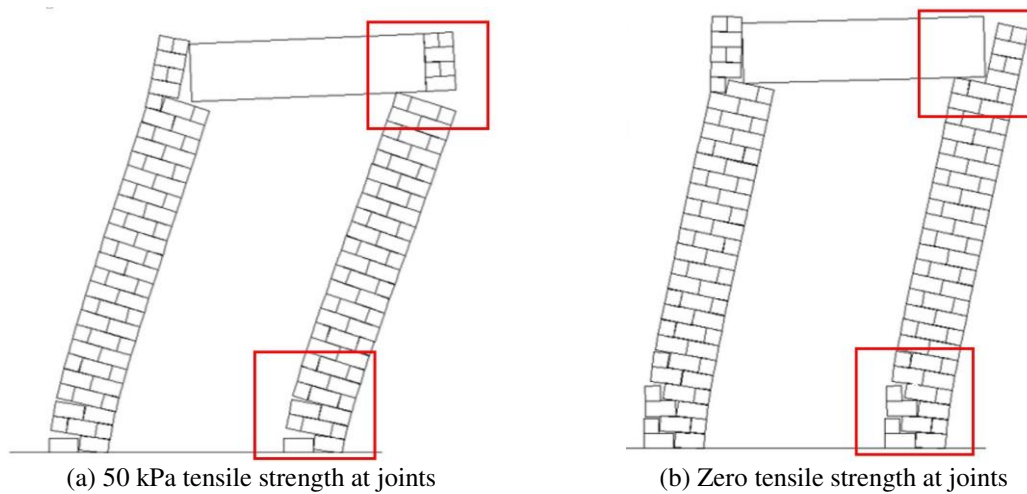 (a) 50 kPa tensile strength at joints
(b) Zero tensile strength at joints